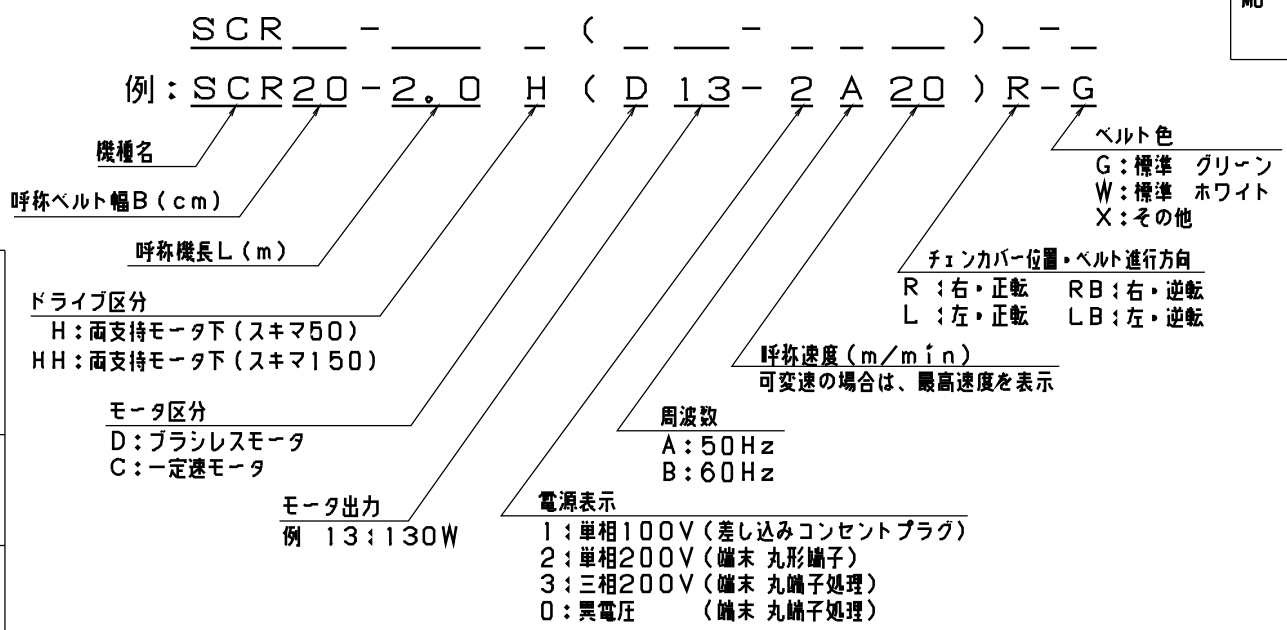 SCR__-___ _(_ __-_ _ __)_-_
例:SCR20-2.0 H(D 13-2 A 20)R-G
機種名
呼称ベルト幅B(cm)
呼称機長L(m)
ドライブ区分
H:両支持モータ下(スキマ50)
HH:両支持モータ下(スキマ150)
モータ区分
D:ブラシレスモータ
C:一定速モータ
モータ出力
例 13:130W
電源表示
1:単相100V(差し込みコンセントプラグ)
2:単相200V(端末 丸形端子)
3:三相200V(端末 丸端子処理)
0:異電圧 (端末 丸端子処理)
周波数
A:50Hz
B:60Hz
呼称速度(m/min)
可変速の場合は、最高速度を表示
チェンカバー位置・ベルト進行方向
R:右・正転 RB:右・逆転
L:左・正転 LB:左・逆転
ベルト色
G:標準 グリーン
W:標準 ホワイト
X:その他